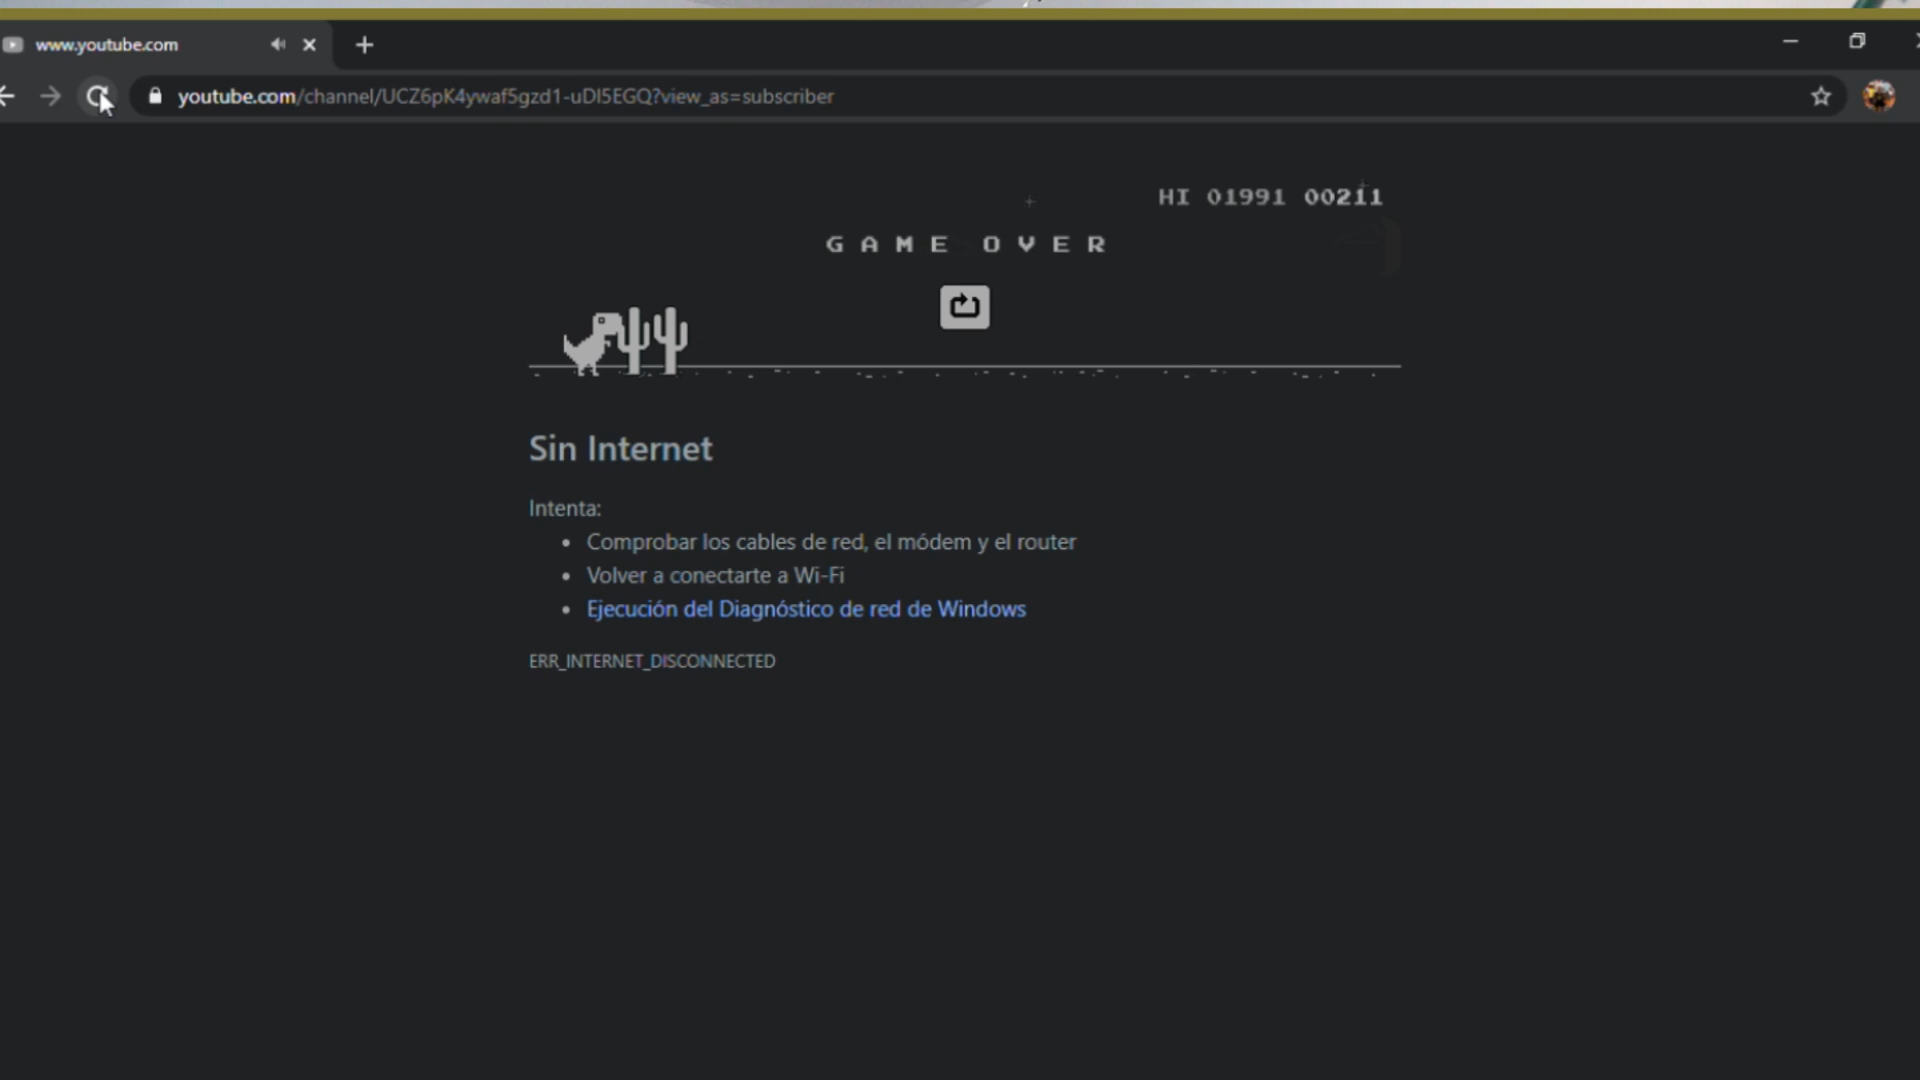 www.youtube.com
youtube.com/channel/UCZ6pK4ywaf5gzd1-uDI5EGQ?view_as=subscriber
HI 01991 00211
GAME OVER
Sin Internet
Intenta:
• Comprobar los cables de red, el módem y el router
• Volver a conectarte a Wi-Fi
• Ejecución del Diagnóstico de red de Windows
ERR_INTERNET_DISCONNECTED